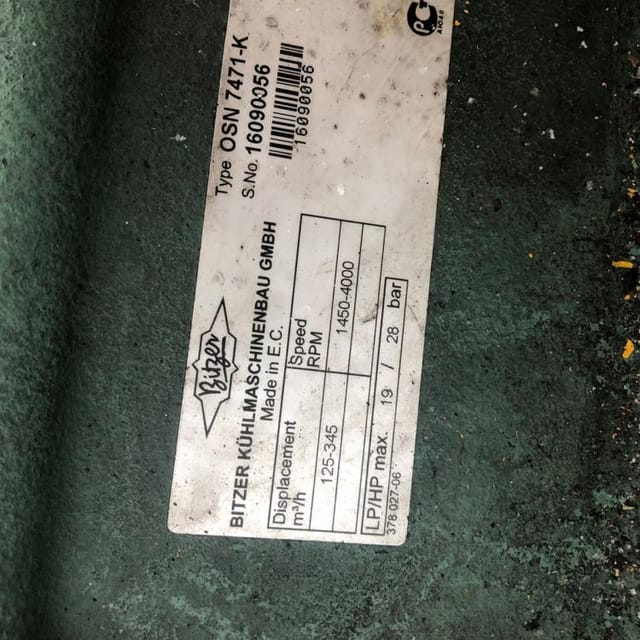 Bitzer
Type OSN 7471-K
S.No. 16090056
16090056
BITZER KÜHLMASCHINENBAU GMBH
Made in E.C.
Displacement
m³/h
Speed
RPM
125-345
1450-4000
LP/HP max. 19 / 28 bar
378 027-06